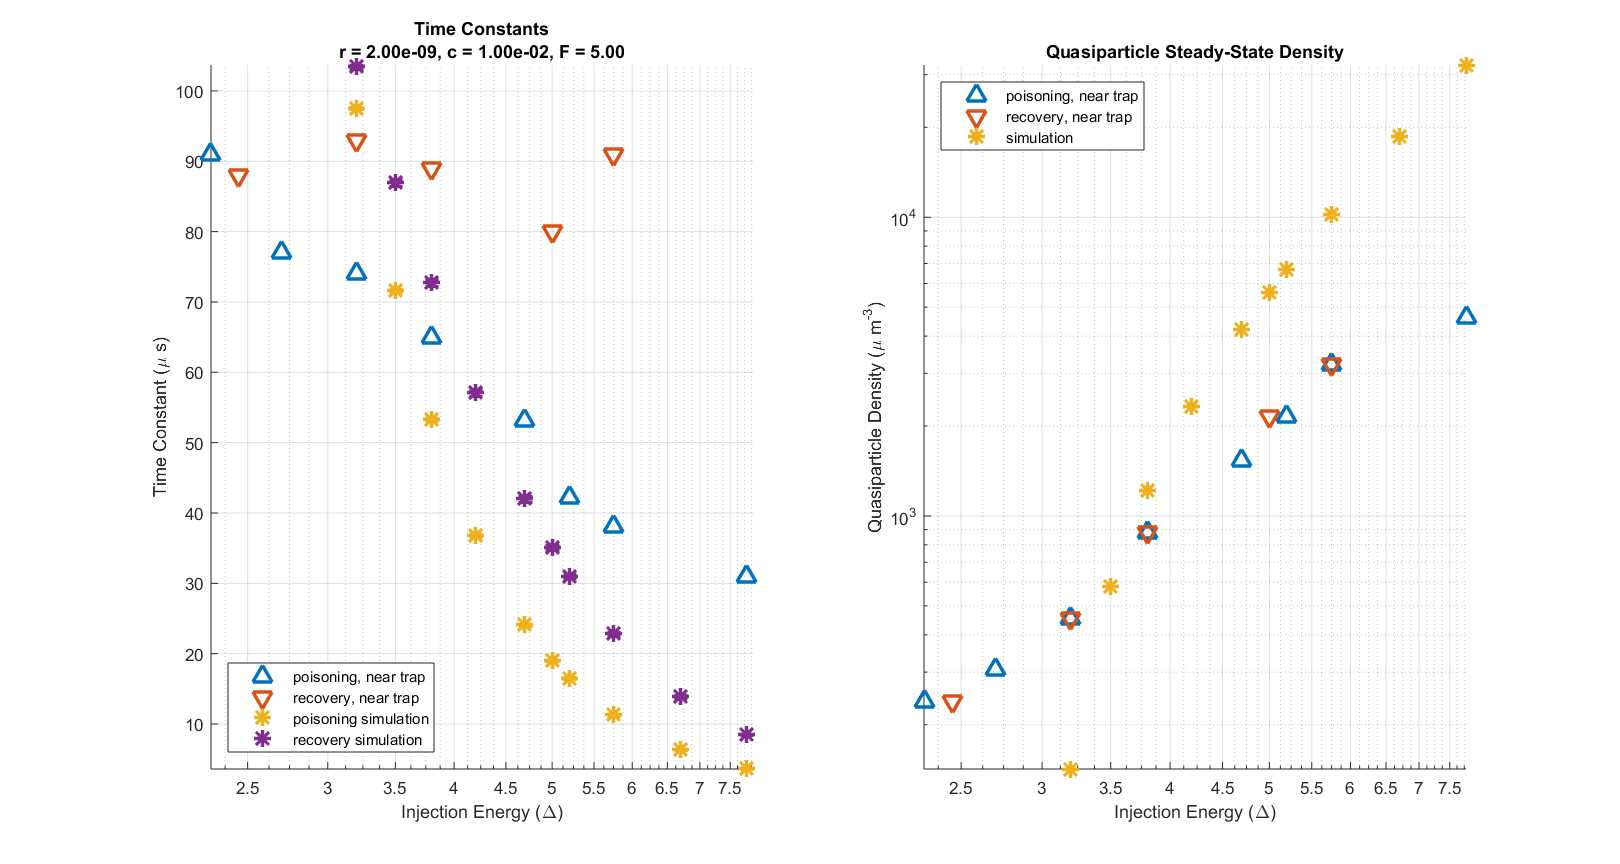 Time Constants
r = 2.00e-09, c = 1.00e-02, F = 5.00
100
90
80
70
60
50
40
30
20
10
Time Constant (μ s)
poisoning, near trap
recovery, near trap
poisoning simulation
recovery simulation
2.5 3 3.5 4 4.5 5 5.5 6 6.5 7 7.5
Injection Energy (Δ)
Quasiparticle Steady-State Density
poisoning, near trap
recovery, near trap
simulation
10^4
10^3
Quasiparticle Density (μ m^-3)
2.5 3 3.5 4 4.5 5 5.5 6 6.5 7 7.5
Injection Energy (Δ)